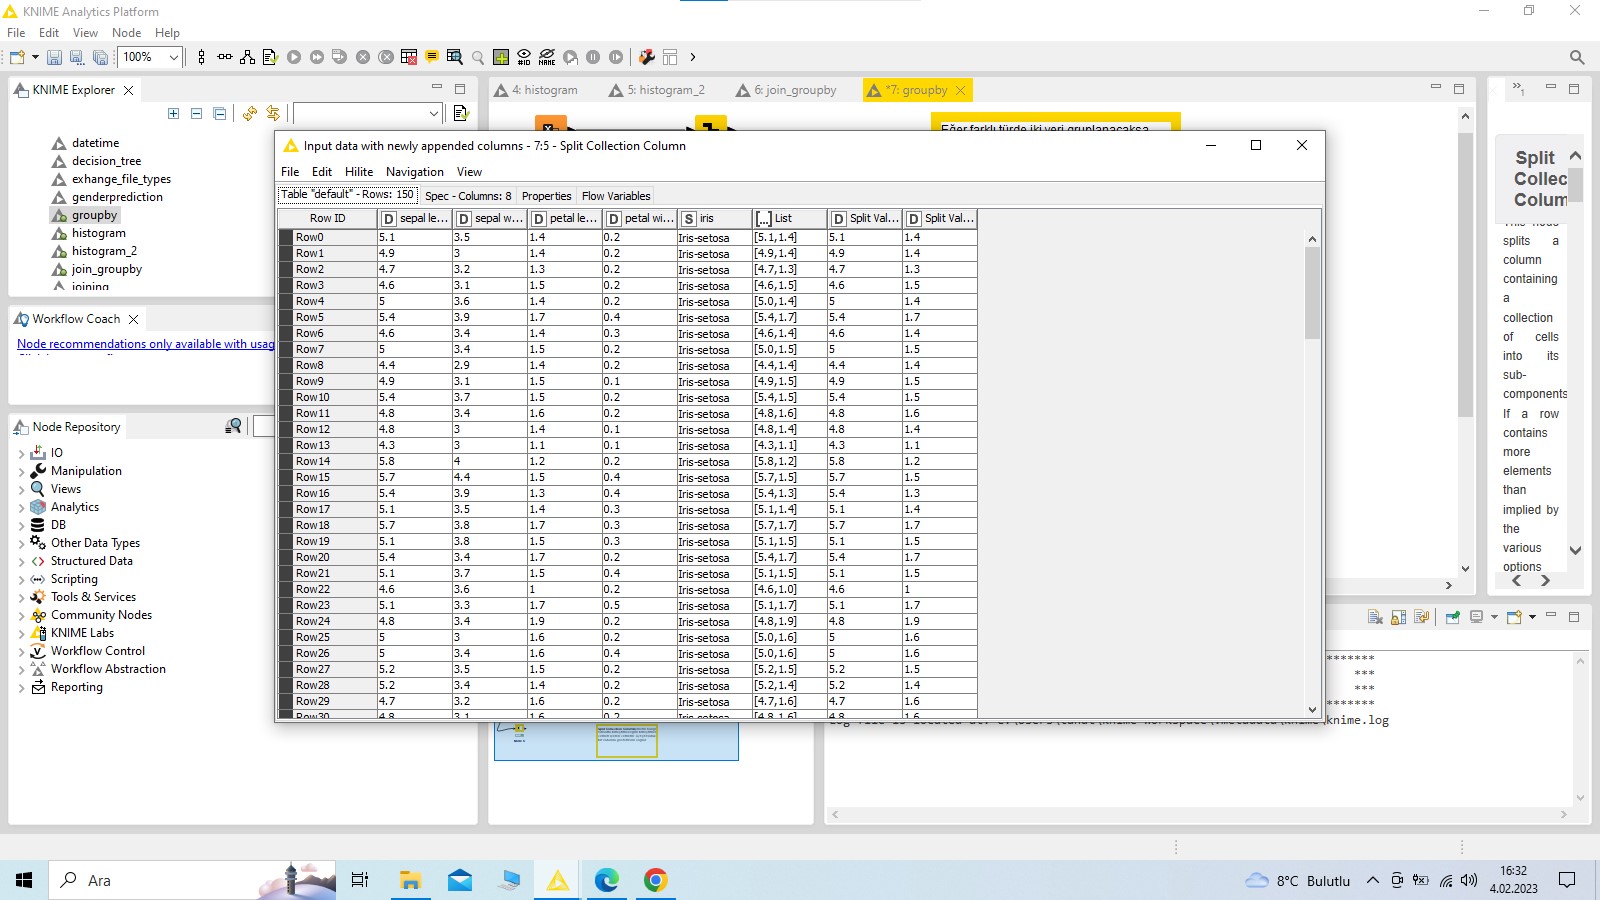 KNIME Analytics Platform
File Edit View Node Help
100%
#ID NAME
KNIME Explorer
4: histogram
5: histogram_2
6: join_groupby
*7: groupby
datetime
decision_tree
exhange_file_types
genderprediction
groupby
histogram
histogram_2
join_groupby
joining
Workflow Coach
Node recommendations only available with usag
Node Repository
IO
Manipulation
Views
Analytics
DB
Other Data Types
Structured Data
Scripting
Tools & Services
Community Nodes
KNIME Labs
Workflow Control
Workflow Abstraction
Reporting
Eğer farklı türde iki veri gruplanacaksa
Input data with newly appended columns - 7:5 - Split Collection Column
File Edit Hilite Navigation View
Table "default" - Rows: 150 Spec - Columns: 8 Properties Flow Variables
Row ID D sepal le... D sepal w... D petal le... D petal wi... S iris [...] List D Split Val... D Split Val...
Row0 5.1 3.5 1.4 0.2 Iris-setosa [5.1,1.4] 5.1 1.4
Row1 4.9 3 1.4 0.2 Iris-setosa [4.9,1.4] 4.9 1.4
Row2 4.7 3.2 1.3 0.2 Iris-setosa [4.7,1.3] 4.7 1.3
Row3 4.6 3.1 1.5 0.2 Iris-setosa [4.6,1.5] 4.6 1.5
Row4 5 3.6 1.4 0.2 Iris-setosa [5.0,1.4] 5 1.4
Row5 5.4 3.9 1.7 0.4 Iris-setosa [5.4,1.7] 5.4 1.7
Row6 4.6 3.4 1.4 0.3 Iris-setosa [4.6,1.4] 4.6 1.4
Row7 5 3.4 1.5 0.2 Iris-setosa [5.0,1.5] 5 1.5
Row8 4.4 2.9 1.4 0.2 Iris-setosa [4.4,1.4] 4.4 1.4
Row9 4.9 3.1 1.5 0.1 Iris-setosa [4.9,1.5] 4.9 1.5
Row10 5.4 3.7 1.5 0.2 Iris-setosa [5.4,1.5] 5.4 1.5
Row11 4.8 3.4 1.6 0.2 Iris-setosa [4.8,1.6] 4.8 1.6
Row12 4.8 3 1.4 0.1 Iris-setosa [4.8,1.4] 4.8 1.4
Row13 4.3 3 1.1 0.1 Iris-setosa [4.3,1.1] 4.3 1.1
Row14 5.8 4 1.2 0.2 Iris-setosa [5.8,1.2] 5.8 1.2
Row15 5.7 4.4 1.5 0.4 Iris-setosa [5.7,1.5] 5.7 1.5
Row16 5.4 3.9 1.3 0.4 Iris-setosa [5.4,1.3] 5.4 1.3
Row17 5.1 3.5 1.4 0.3 Iris-setosa [5.1,1.4] 5.1 1.4
Row18 5.7 3.8 1.7 0.3 Iris-setosa [5.7,1.7] 5.7 1.7
Row19 5.1 3.8 1.5 0.3 Iris-setosa [5.1,1.5] 5.1 1.5
Row20 5.4 3.4 1.7 0.2 Iris-setosa [5.4,1.7] 5.4 1.7
Row21 5.1 3.7 1.5 0.4 Iris-setosa [5.1,1.5] 5.1 1.5
Row22 4.6 3.6 1 0.2 Iris-setosa [4.6,1.0] 4.6 1
Row23 5.1 3.3 1.7 0.5 Iris-setosa [5.1,1.7] 5.1 1.7
Row24 4.8 3.4 1.9 0.2 Iris-setosa [4.8,1.9] 4.8 1.9
Row25 5 3 1.6 0.2 Iris-setosa [5.0,1.6] 5 1.6
Row26 5 3.4 1.6 0.4 Iris-setosa [5.0,1.6] 5 1.6
Row27 5.2 3.5 1.5 0.2 Iris-setosa [5.2,1.5] 5.2 1.5
Row28 5.2 3.4 1.4 0.2 Iris-setosa [5.2,1.4] 5.2 1.4
Row29 4.7 3.2 1.6 0.2 Iris-setosa [4.7,1.6] 4.7 1.6
Row30 4.8 3.1 1.6 0.2 Iris-setosa [4.8,1.6] 4.8 1.6
Split
Collec
Colum
This node
splits a
column
containing
a
collection
of cells
into its
sub-
components
If a row
contains
more
elements
than
implied by
the
various
options
*******
***
***
*******
knime.log
Ara
8°C Bulutlu
16:32
4.02.2023